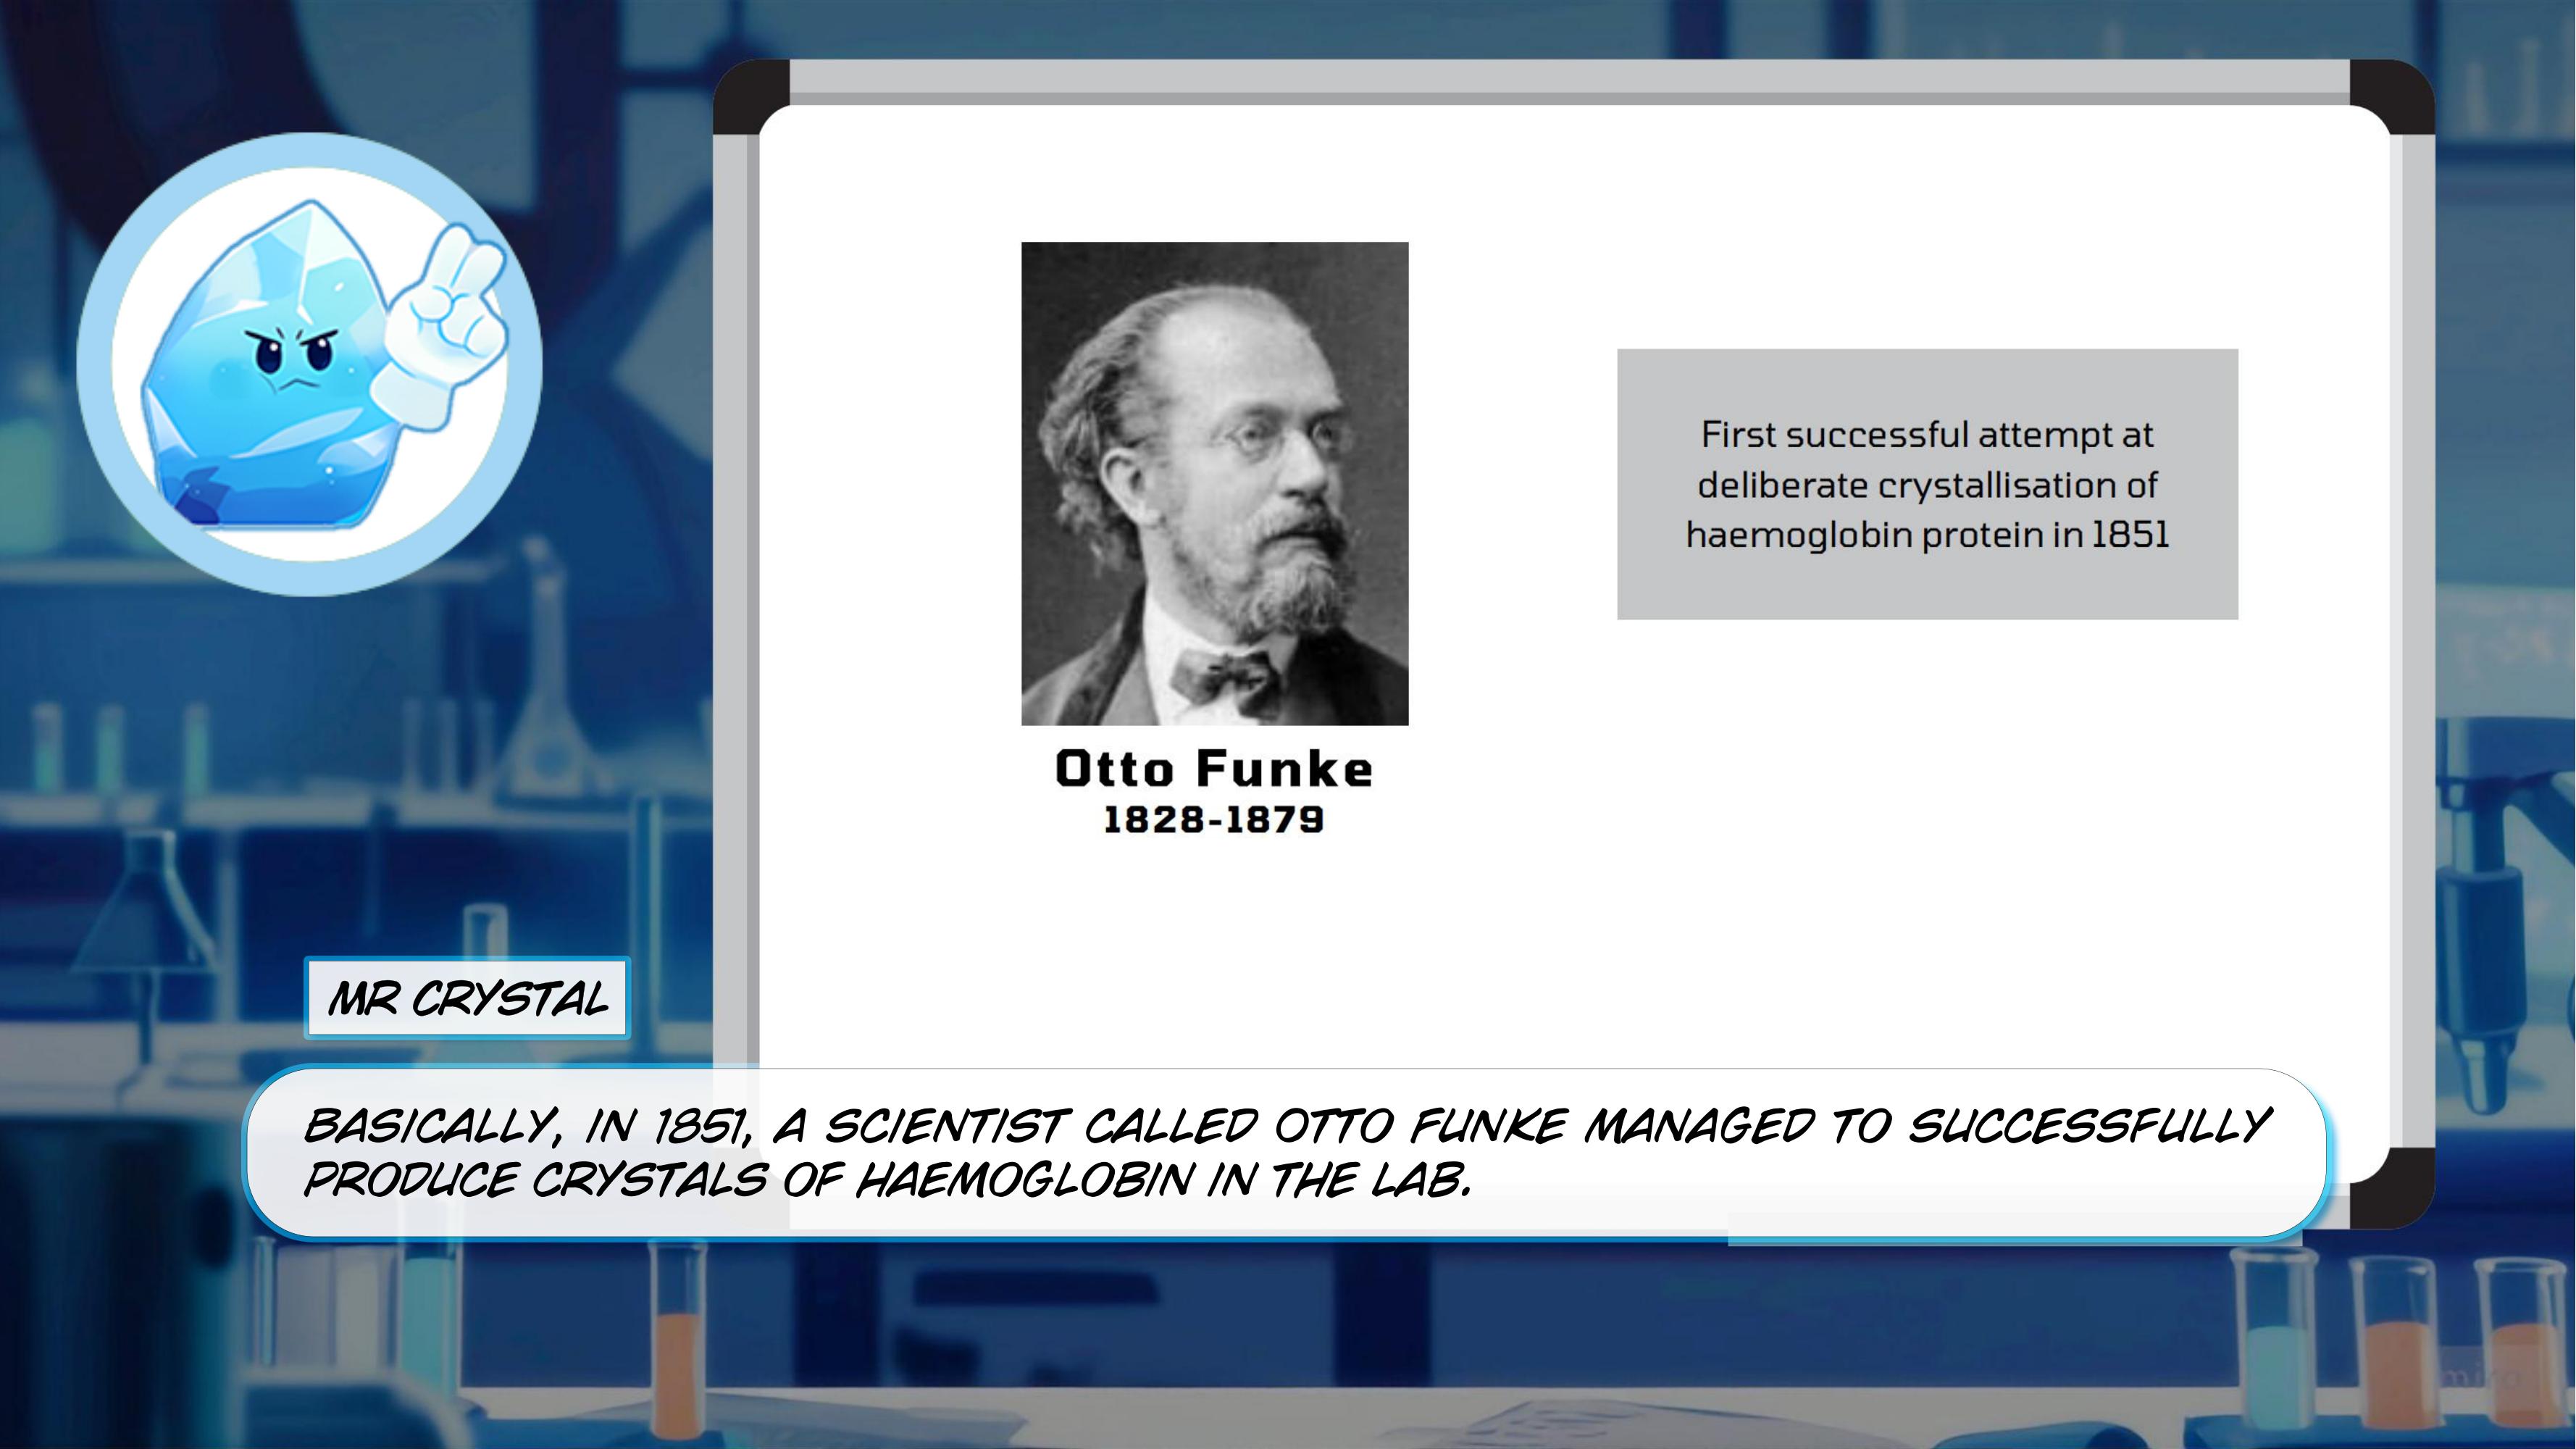 First successful attempt at
deliberate crystallisation of
haemoglobin protein in 1851
Otto Funke
1828-1879
MR CRYSTAL
BASICALLY, IN 1851, A SCIENTIST CALLED OTTO FUNKE MANAGED TO SUCCESSFULLY
PRODUCE CRYSTALS OF HAEMOGLOBIN IN THE LAB.